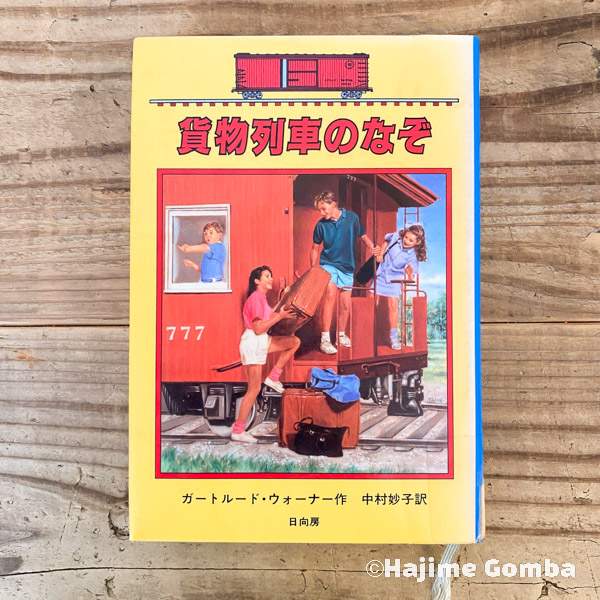 貨物列車のなぞ
777
777
ガートルード・ウォーナー作　中村妙子訳
日向房
©Hajime Gomba